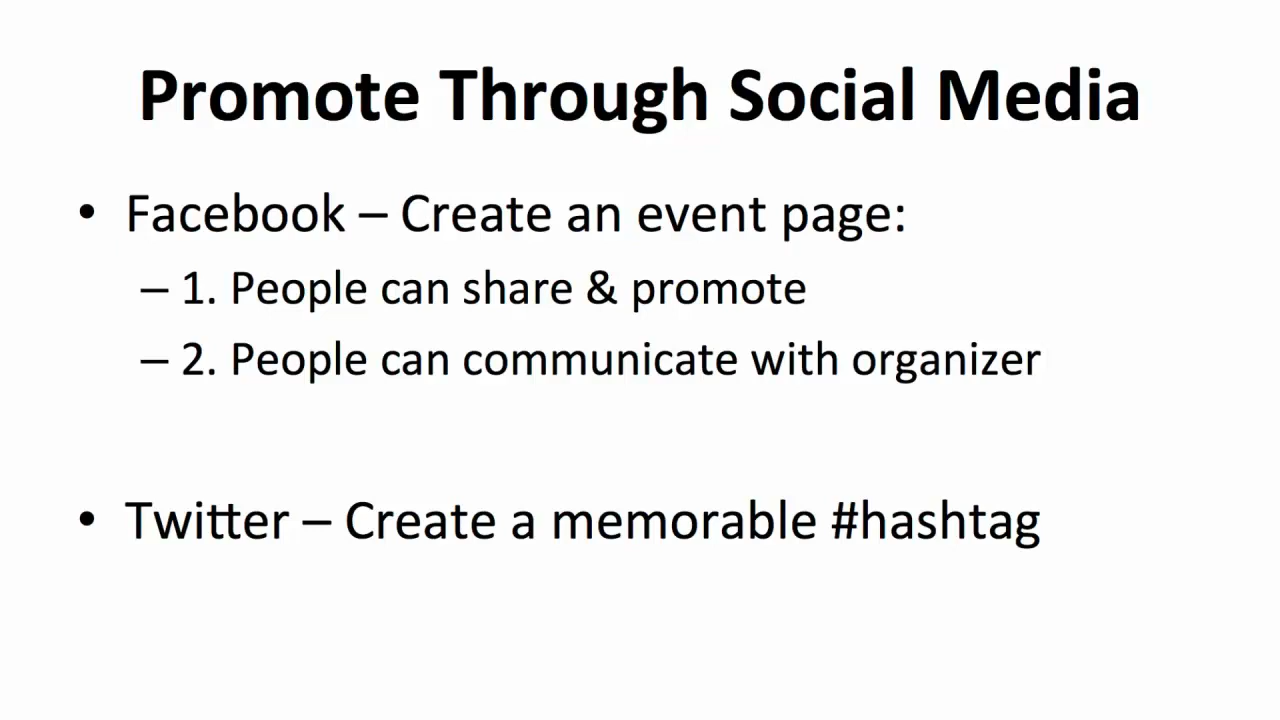 Promote Through Social Media
• Facebook – Create an event page:
– 1. People can share & promote
– 2. People can communicate with organizer
• Twitter – Create a memorable #hashtag